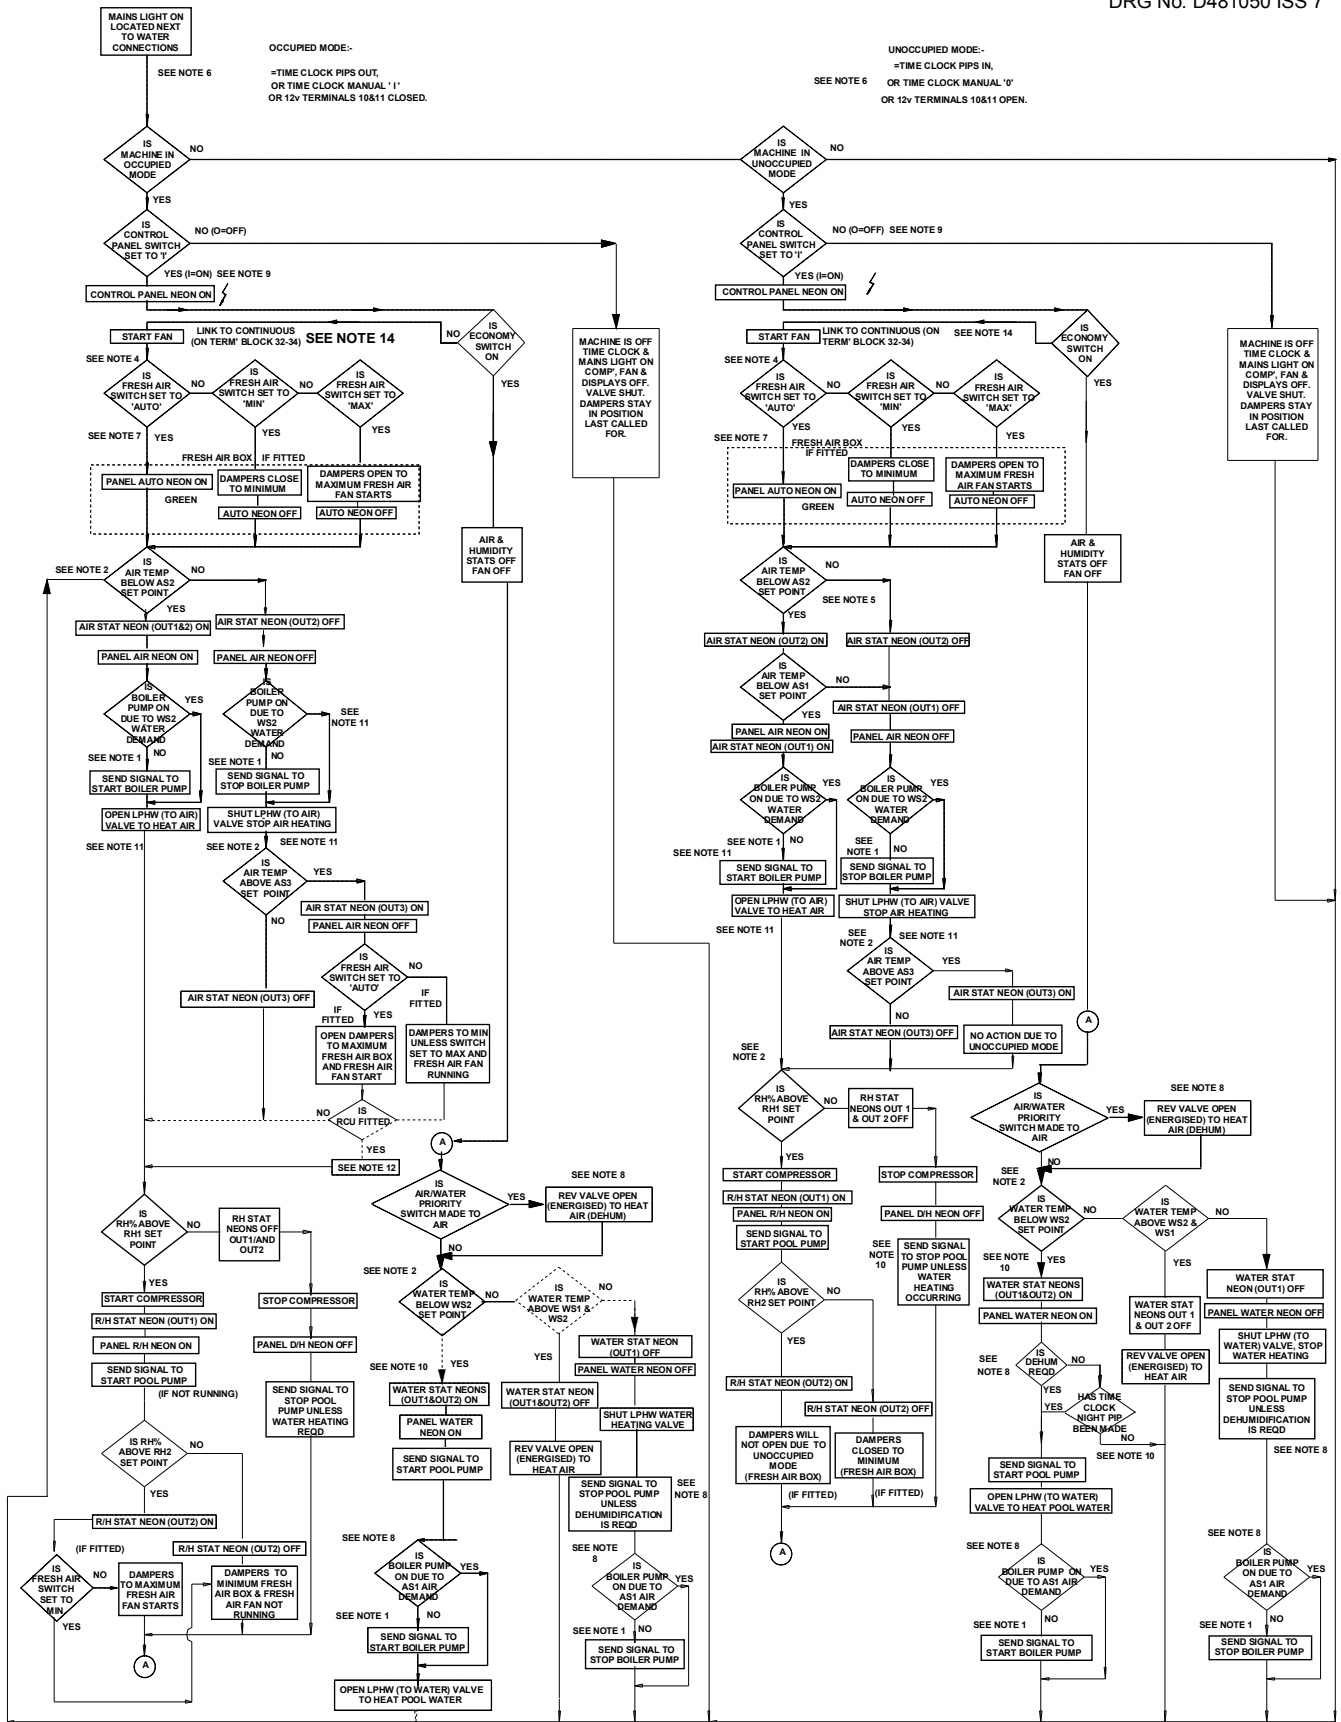 DRG No. D481050 ISS 7
MAINS LIGHT ON
LOCATED NEXT
TO WATER
CONNECTIONS
SEE NOTE 6
OCCUPIED MODE:-
=TIME CLOCK PIPS OUT,
OR TIME CLOCK MANUAL ' I '
OR 12v TERMINALS 10&11 CLOSED.
UNOCCUPIED MODE:-
=TIME CLOCK PIPS IN,
SEE NOTE 6
OR TIME CLOCK MANUAL '0'
OR 12v TERMINALS 10&11 OPEN.
IS
MACHINE IN
OCCUPIED
MODE
NO
YES
IS
CONTROL
PANEL SWITCH
SET TO 'I'
NO (O=OFF)
YES (I=ON) SEE NOTE 9
CONTROL PANEL NEON ON
START FAN
LINK TO CONTINUOUS
(ON TERM' BLOCK 32-34)
SEE NOTE 14
NO
IS
ECONOMY
SWITCH
ON
YES
SEE NOTE 4
IS
FRESH AIR
SWITCH SET TO
'AUTO'
NO
IS
FRESH AIR
SWITCH SET TO
'MIN'
NO
IS
FRESH AIR
SWITCH SET TO
'MAX'
SEE NOTE 7
YES
YES
YES
FRESH AIR BOX IF FITTED
PANEL AUTO NEON ON
GREEN
DAMPERS CLOSE
TO MINIMUM
AUTO NEON OFF
DAMPERS OPEN TO
MAXIMUM FRESH AIR
FAN STARTS
AUTO NEON OFF
MACHINE IS OFF
TIME CLOCK &
MAINS LIGHT ON
COMP', FAN &
DISPLAYS OFF.
VALVE SHUT.
DAMPERS STAY
IN POSITION
LAST CALLED
FOR.
AIR &
HUMIDITY
STATS OFF
FAN OFF
SEE NOTE 2
IS
AIR TEMP
BELOW AS2
SET POINT
NO
YES
AIR STAT NEON (OUT1&2) ON
AIR STAT NEON (OUT2) OFF
PANEL AIR NEON ON
PANEL AIR NEON OFF
IS
BOILER
PUMP ON
DUE TO WS2
WATER
DEMAND
YES
IS
BOILER
PUMP ON
DUE TO WS2
WATER
DEMAND
SEE
NOTE 11
YES
SEE NOTE 1
NO
SEE NOTE 1
NO
SEND SIGNAL TO
START BOILER PUMP
SEND SIGNAL TO
STOP BOILER PUMP
OPEN LPHW (TO AIR)
VALVE TO HEAT AIR
SHUT LPHW (TO AIR)
VALVE STOP AIR HEATING
SEE NOTE 11
SEE NOTE 2
SEE NOTE 11
IS
AIR TEMP
ABOVE AS3
SET POINT
YES
NO
AIR STAT NEON (OUT3) ON
PANEL AIR NEON OFF
IS
FRESH AIR
SWITCH SET TO
'AUTO'
NO
IF
FITTED
AIR STAT NEON (OUT3) OFF
IF
FITTED
YES
OPEN DAMPERS
TO MAXIMUM
FRESH AIR BOX
AND FRESH AIR
FAN START
DAMPERS TO MIN
UNLESS SWITCH
SET TO MAX AND
FRESH AIR FAN
RUNNING
NO
IS
RCU FITTED
YES
SEE NOTE 12
A
IS
AIR/WATER
PRIORITY
SWITCH MADE TO
AIR
YES
SEE NOTE 8
REV VALVE OPEN
(ENERGISED) TO HEAT
AIR (DEHUM)
NO
IS
RH% ABOVE
RH1 SET
POINT
NO
RH STAT
NEONS OFF
OUT1/AND
OUT2
YES
START COMPRESSOR
STOP COMPRESSOR
R/H STAT NEON (OUT1) ON
PANEL R/H NEON ON
PANEL D/H NEON OFF
SEND SIGNAL TO
START POOL PUMP
(IF NOT RUNNING)
SEND SIGNAL TO
STOP POOL
PUMP UNLESS
WATER HEATING
REQD
IS RH%
ABOVE RH2
SET POINT
NO
YES
R/H STAT NEON (OUT2) ON
(IF FITTED)
R/H STAT NEON (OUT2) OFF
IS
FRESH AIR
SWITCH
SET TO
MIN
NO
YES
DAMPERS
TO MAXIMUM
FRESH AIR
FAN STARTS
DAMPERS TO
MINIMUM FRESH
AIR BOX & FRESH
AIR FAN NOT
RUNNING
A
SEE NOTE 2
IS
WATER TEMP
BELOW WS2
SET POINT
NO
IS
WATER TEMP
ABOVE WS1 &
WS2
NO
SEE NOTE 10
YES
YES
WATER STAT NEON
(OUT1) OFF
PANEL WATER NEON OFF
WATER STAT NEONS
(OUT1&OUT2) ON
WATER STAT NEON
(OUT1&OUT2) OFF
PANEL WATER
NEON ON
SHUT LPHW WATER
HEATING VALVE
SEND SIGNAL TO
START POOL PUMP
REV VALVE OPEN
(ENERGISED) TO
HEAT AIR
SEND SIGNAL TO
STOP POOL PUMP
UNLESS
DEHUMIDIFICATION
IS REQD
SEE
NOTE 8
SEE NOTE 8
IS
BOILER PUMP
ON DUE TO
AS1 AIR
DEMAND
YES
SEE NOTE
8
IS
BOILER PUMP
ON DUE TO
AS1 AIR
DEMAND
YES
SEE NOTE 1
NO
SEE NOTE 1
NO
SEND SIGNAL TO
START BOILER PUMP
SEND SIGNAL TO
STOP BOILER PUMP
OPEN LPHW (TO WATER) VALVE
TO HEAT POOL WATER
IS
MACHINE IN
UNOCCUPIED
MODE
NO
YES
IS
CONTROL
PANEL SWITCH
SET TO 'I'
NO (O=OFF) SEE NOTE 9
YES (I=ON)
CONTROL PANEL NEON ON
START FAN
LINK TO CONTINUOUS (ON
TERM' BLOCK 32-34)
SEE NOTE 14
IS
ECONOMY
SWITCH
ON
YES
SEE NOTE 4
IS
FRESH AIR
SWITCH SET TO
'AUTO'
NO
IS
FRESH AIR
SWITCH SET TO
'MIN'
NO
IS
FRESH AIR
SWITCH SET TO
'MAX'
SEE NOTE 7
YES
YES
YES
FRESH AIR BOX
IF FITTED
PANEL AUTO NEON ON
GREEN
DAMPERS CLOSE
TO MINIMUM
AUTO NEON OFF
DAMPERS OPEN TO
MAXIMUM FRESH
AIR FAN STARTS
AUTO NEON OFF
MACHINE IS OFF
TIME CLOCK &
MAINS LIGHT ON
COMP', FAN &
DISPLAYS OFF.
VALVE SHUT.
DAMPERS STAY
IN POSITION
LAST CALLED
FOR.
AIR &
HUMIDITY
STATS OFF
FAN OFF
IS
AIR TEMP
BELOW AS2
SET POINT
NO
SEE NOTE 5
YES
AIR STAT NEON (OUT2) ON
AIR STAT NEON (OUT2) OFF
IS
AIR TEMP
BELOW AS1
SET POINT
NO
YES
AIR STAT NEON (OUT1) OFF
PANEL AIR NEON ON
AIR STAT NEON (OUT1) ON
PANEL AIR NEON OFF
IS
BOILER PUMP
ON DUE TO WS2
WATER
DEMAND
YES
IS
BOILER PUMP
ON DUE TO WS2
WATER
DEMAND
YES
SEE NOTE 1
NO
SEE NOTE 11
SEE
NOTE 1
NO
SEND SIGNAL TO
START BOILER PUMP
SEND SIGNAL TO
STOP BOILER PUMP
OPEN LPHW (TO AIR)
VALVE TO HEAT AIR
SHUT LPHW (TO AIR) VALVE
STOP AIR HEATING
SEE NOTE 11
SEE
NOTE 2
SEE NOTE 11
IS
AIR TEMP
ABOVE AS3
SET POINT
YES
AIR STAT NEON (OUT3) ON
NO
AIR STAT NEON (OUT3) OFF
NO ACTION DUE TO
UNOCCUPIED MODE
A
SEE
NOTE 2
IS
RH% ABOVE
RH1 SET
POINT
NO
RH STAT
NEONS OUT 1
& OUT 2 OFF
YES
START COMPRESSOR
STOP COMPRESSOR
R/H STAT NEON (OUT1) ON
PANEL R/H NEON ON
PANEL D/H NEON OFF
SEND SIGNAL TO
START POOL PUMP
SEE
NOTE
10
SEND SIGNAL
TO STOP POOL
PUMP UNLESS
WATER
HEATING
OCCURRING
IS
RH% ABOVE
RH2 SET POINT
NO
YES
R/H STAT NEON (OUT2) ON
R/H STAT NEON (OUT2) OFF
DAMPERS WILL
NOT OPEN DUE TO
UNOCCUPIED
MODE
(FRESH AIR BOX)
DAMPERS
CLOSED TO
MINIMUM
(FRESH AIR BOX)
(IF FITTED)
(IF FITTED)
A
IS
AIR/WATER
PRIORITY
SWITCH MADE TO
AIR
YES
SEE NOTE 8
REV VALVE OPEN
(ENERGISED) TO HEAT
AIR (DEHUM)
NO
SEE
NOTE 2
IS
WATER TEMP
BELOW WS2
SET POINT
NO
IS
WATER TEMP
ABOVE WS2 &
WS1
NO
SEE NOTE
10
YES
YES
WATER STAT NEONS
(OUT1&OUT2) ON
PANEL WATER NEON ON
WATER STAT
NEONS OUT 1
& OUT 2 OFF
WATER STAT
NEON (OUT1) OFF
PANEL WATER NEON OFF
SHUT LPHW (TO
WATER) VALVE, STOP
WATER HEATING
SEE
NOTE 8
IS
DEHUM
REQD
NO
REV VALVE OPEN
(ENERGISED) TO
HEAT AIR
YES
YES
HAS TIME
CLOCK
NIGHT PIP
BEEN MADE
NO
SEE NOTE 10
SEND SIGNAL TO
STOP POOL PUMP
UNLESS
DEHUMIDIFICATION
IS REQD
SEE NOTE 8
SEND SIGNAL TO
START POOL PUMP
OPEN LPHW (TO WATER)
VALVE TO HEAT POOL WATER
SEE NOTE 8
IS
BOILER PUMP ON
DUE TO AS1 AIR
DEMAND
YES
SEE NOTE 8
IS
BOILER PUMP
ON DUE TO
AS1 AIR
DEMAND
YES
SEE NOTE 1
NO
SEE NOTE 1
NO
SEND SIGNAL TO
START BOILER PUMP
SEND SIGNAL TO
STOP BOILER PUMP